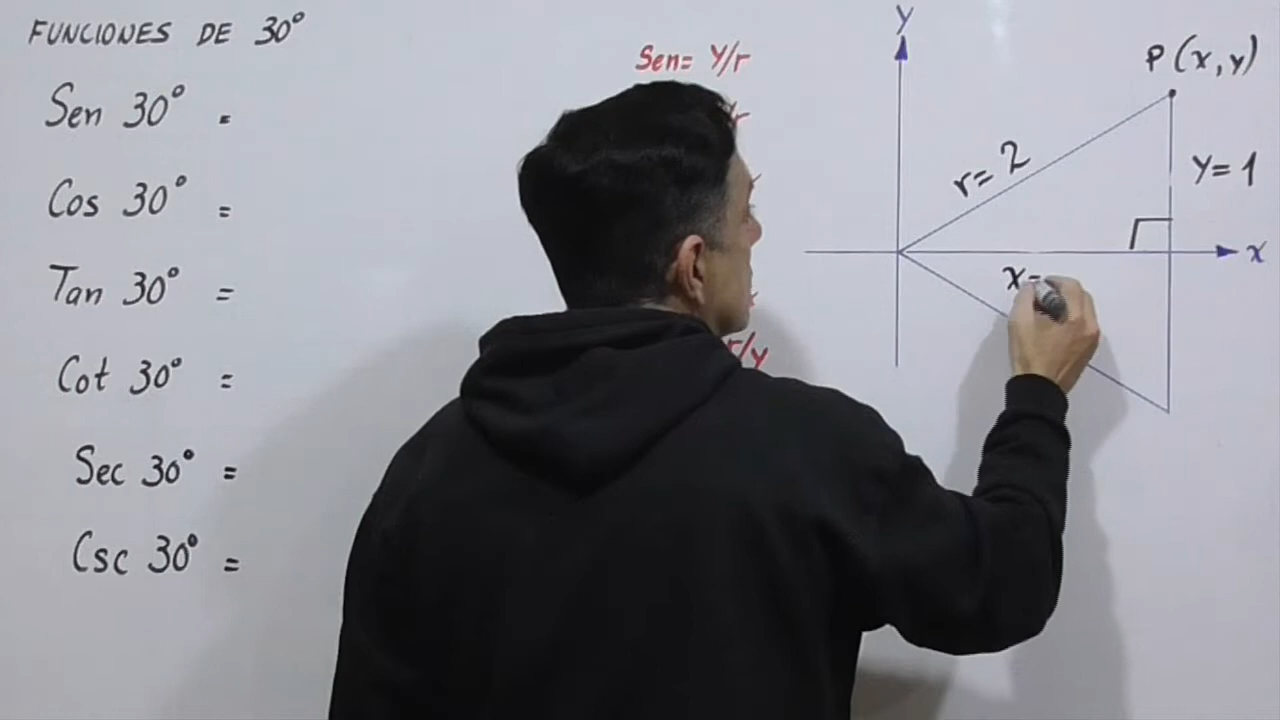 FUNCIONES DE 30°
Sen 30° =
Cos 30° =
Tan 30° =
Cot 30° =
Sec 30° =
Csc 30° =
Sen= Y/r
r/y
Y
P (x, y)
r= 2
Y= 1
x
x=